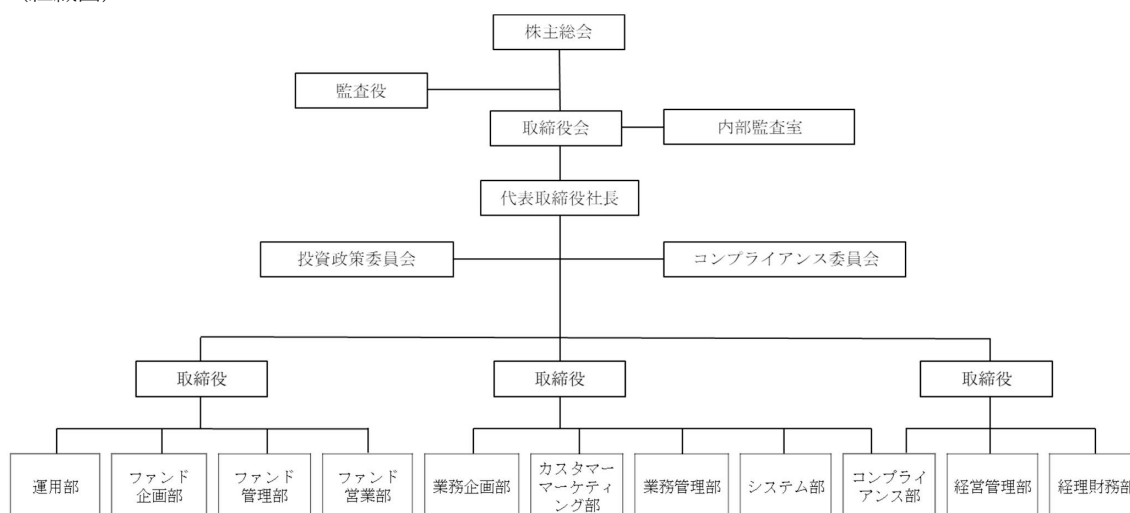 株主総会
監査役
取締役会
内部監査室
代表取締役社長
投資政策委員会
コンプライアンス委員会
取締役
取締役
取締役
運用部
ファンド
企画部
ファンド
管理部
ファンド
営業部
業務企画部
カスタマー
マーケティ
ング部
業務管理部
システム部
コンプライ
アンス部
経営管理部
経理財務部